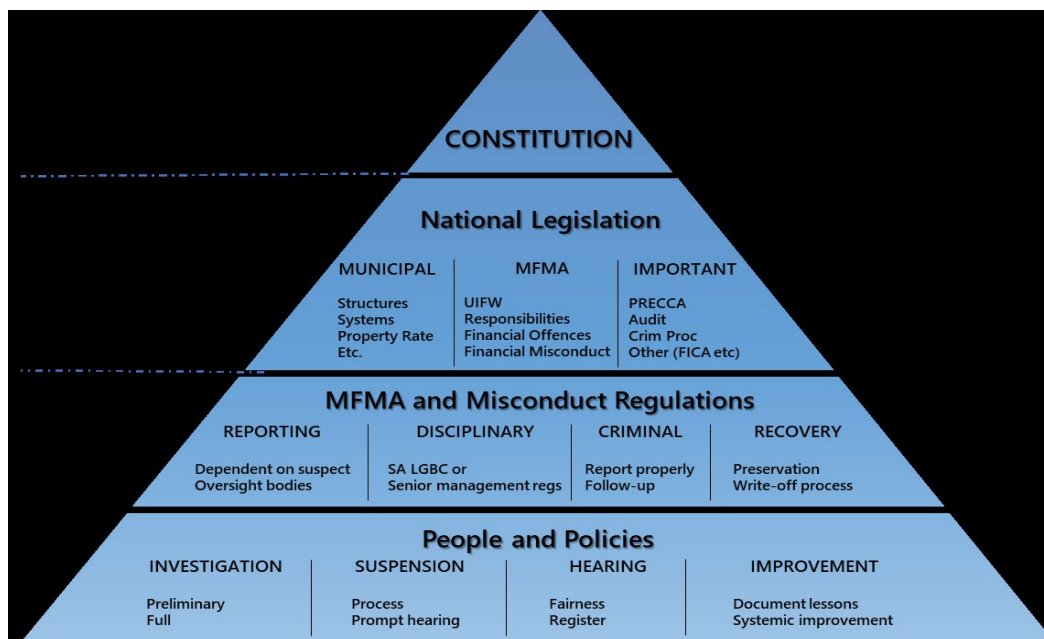 CONSTITUTION
National Legislation
MUNICIPAL
Structures
Systems
Property Rate
Etc.
MFMA
UIFW
Responsibilities
Financial Offences
Financial Misconduct
IMPORTANT
PRECCA
Audit
Crim Proc
Other (FICA etc)
MFMA and Misconduct Regulations
REPORTING
Dependent on suspect
Oversight bodies
DISCIPLINARY
SA LGBC or
Senior management regs
CRIMINAL
Report properly
Follow-up
RECOVERY
Preservation
Write-off process
People and Policies
INVESTIGATION
Preliminary
Full
SUSPENSION
Process
Prompt hearing
HEARING
Fairness
Register
IMPROVEMENT
Document lessons
Systemic improvement